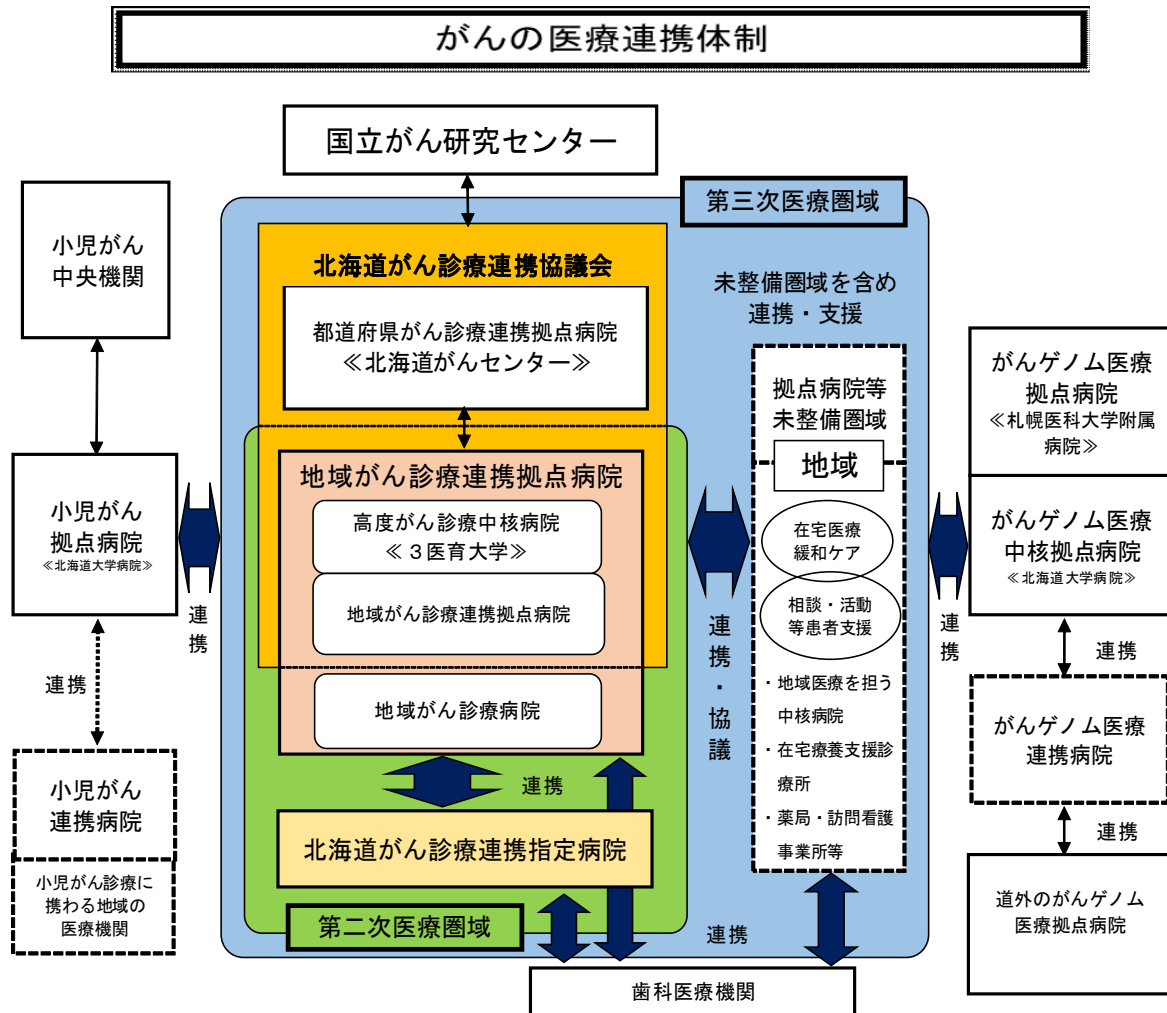 がんの医療連携体制
国立がん研究センター
第三次医療圏域
小児がん
中央機関
北海道がん診療連携協議会
都道府県がん診療連携拠点病院
≪北海道がんセンター≫
未整備圏域を含め
連携・支援
拠点病院等
未整備圏域
地域
在宅医療
緩和ケア
相談・活動
等患者支援
・地域医療を担う
中核病院
・在宅療養支援診
療所
・薬局・訪問看護
事業所等
がんゲノム医療
拠点病院
≪札幌医科大学附属
病院≫
がんゲノム医療
中核拠点病院
≪北海道大学病院≫
連携
連携
がんゲノム医療
連携病院
連携
道外のがんゲノム
医療拠点病院
小児がん
拠点病院
≪北海道大学病院≫
連携
連携
小児がん
連携病院
小児がん診療に
携わる地域の
医療機関
地域がん診療連携拠点病院
高度がん診療中核病院
≪３医育大学≫
地域がん診療連携拠点病院
地域がん診療病院
連携・協議
連携
北海道がん診療連携指定病院
第二次医療圏域
連携
歯科医療機関